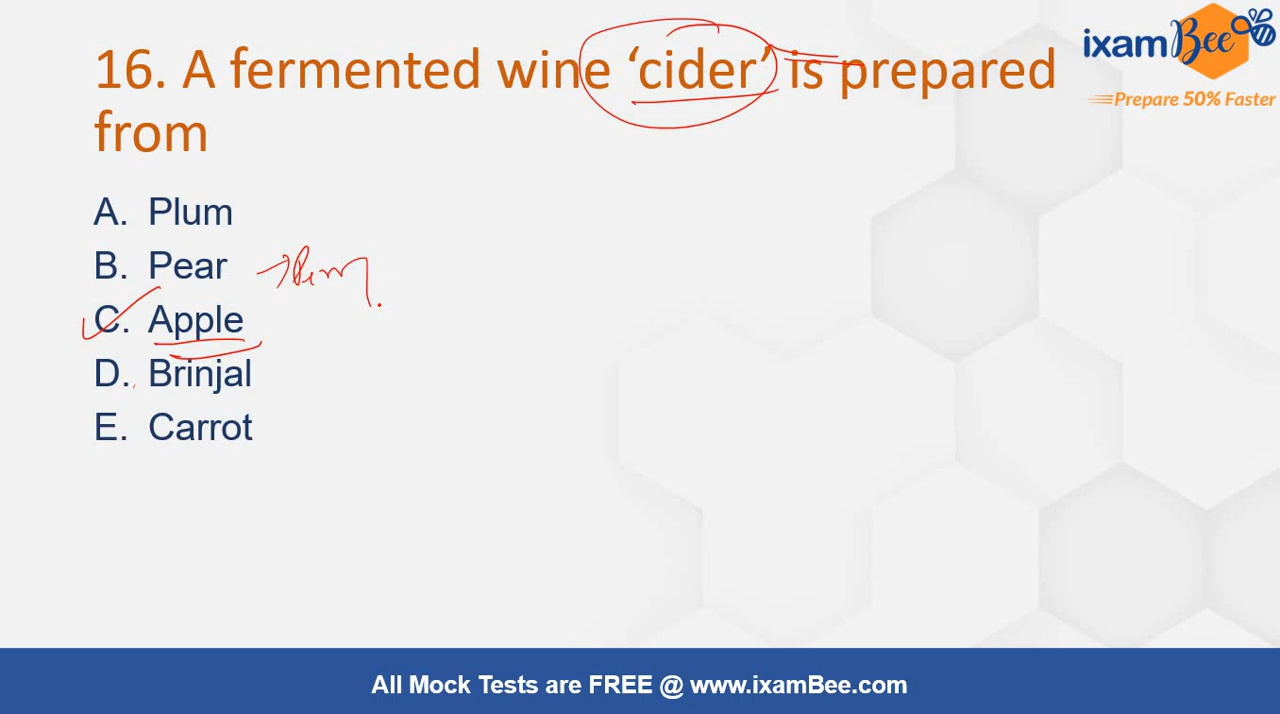 ixamBee
Prepare 50% Faster
16. A fermented wine ‘cider’ is prepared
from
A. Plum
B. Pear
C. Apple
D. Brinjal
E. Carrot
All Mock Tests are FREE @ www.ixamBee.com